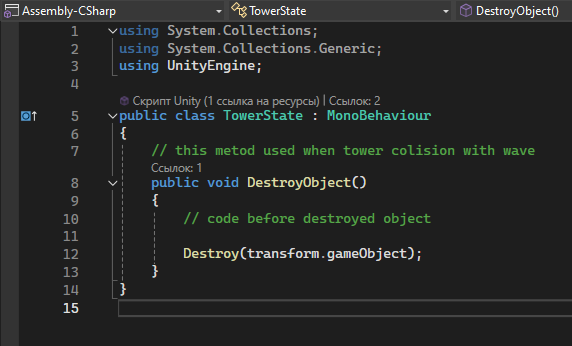 Assembly-CSharp TowerState DestroyObject()
1 using System.Collections;
2 using System.Collections.Generic;
3 using UnityEngine;
4
Скрипт Unity (1 ссылка на ресурсы) | Ссылок: 2
5 public class TowerState : MonoBehaviour
6 {
7 // this metod used when tower colision with wave
Ссылок: 1
8 public void DestroyObject()
9 {
10 // code before destroyed object
11
12 Destroy(transform.gameObject);
13 }
14 }
15